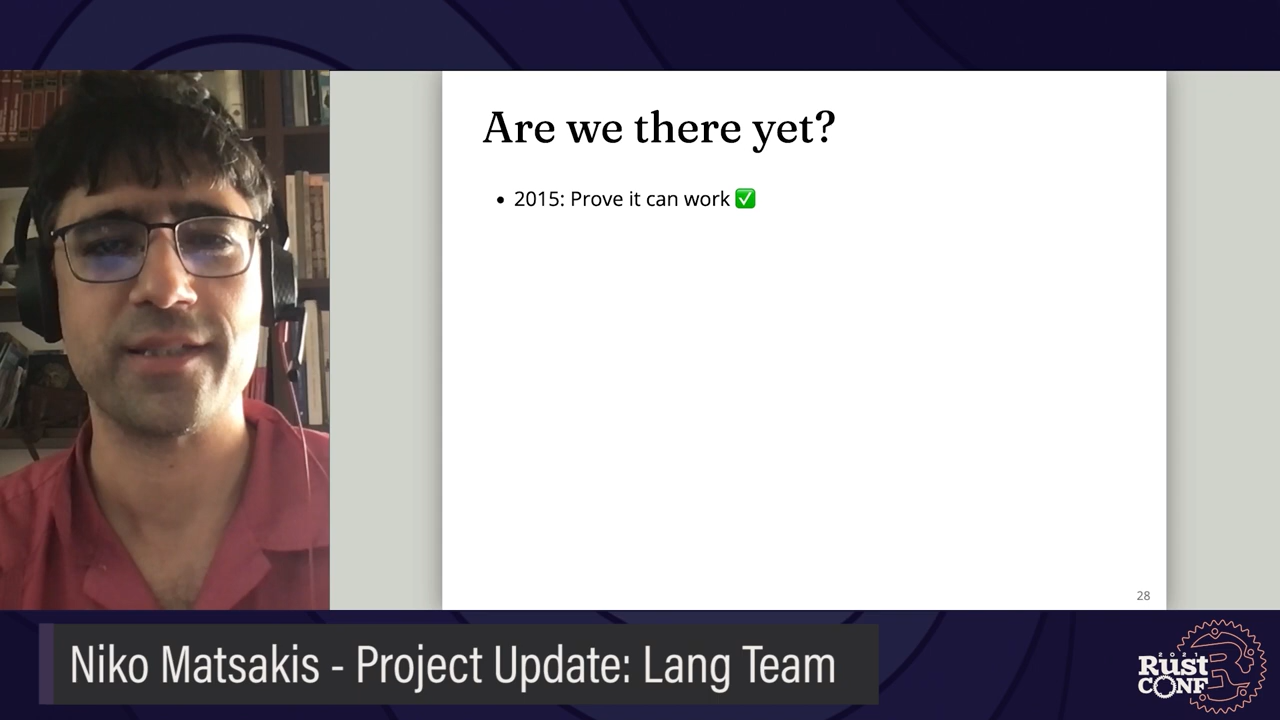 Are we there yet?
• 2015: Prove it can work ✅
28
Niko Matsakis - Project Update: Lang Team
Rust
CONF